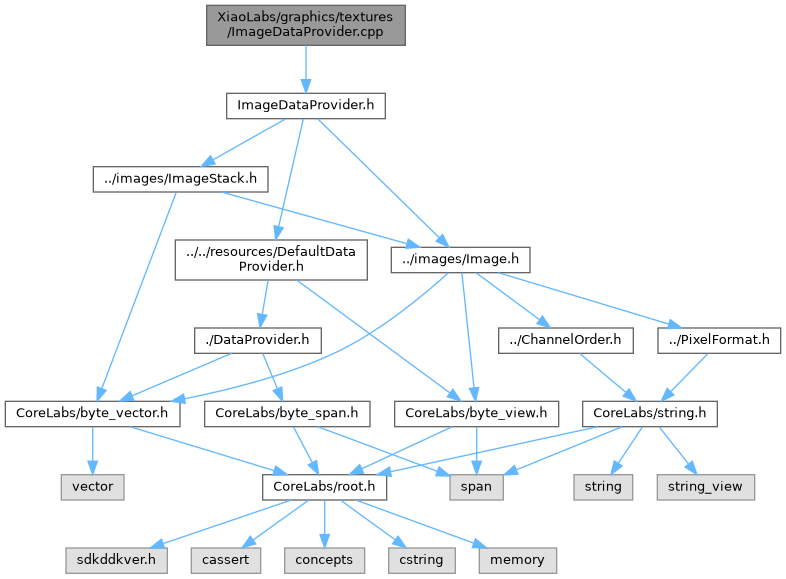 XiaoLabs/graphics/textures
/ImageDataProvider.cpp
ImageDataProvider.h
../images/ImageStack.h
../../resources/DefaultData
Provider.h
../images/Image.h
./DataProvider.h
../ChannelOrder.h
../PixelFormat.h
CoreLabs/byte_vector.h
CoreLabs/byte_span.h
CoreLabs/byte_view.h
CoreLabs/string.h
vector
CoreLabs/root.h
span
string
string_view
sdkddkver.h
cassert
concepts
cstring
memory